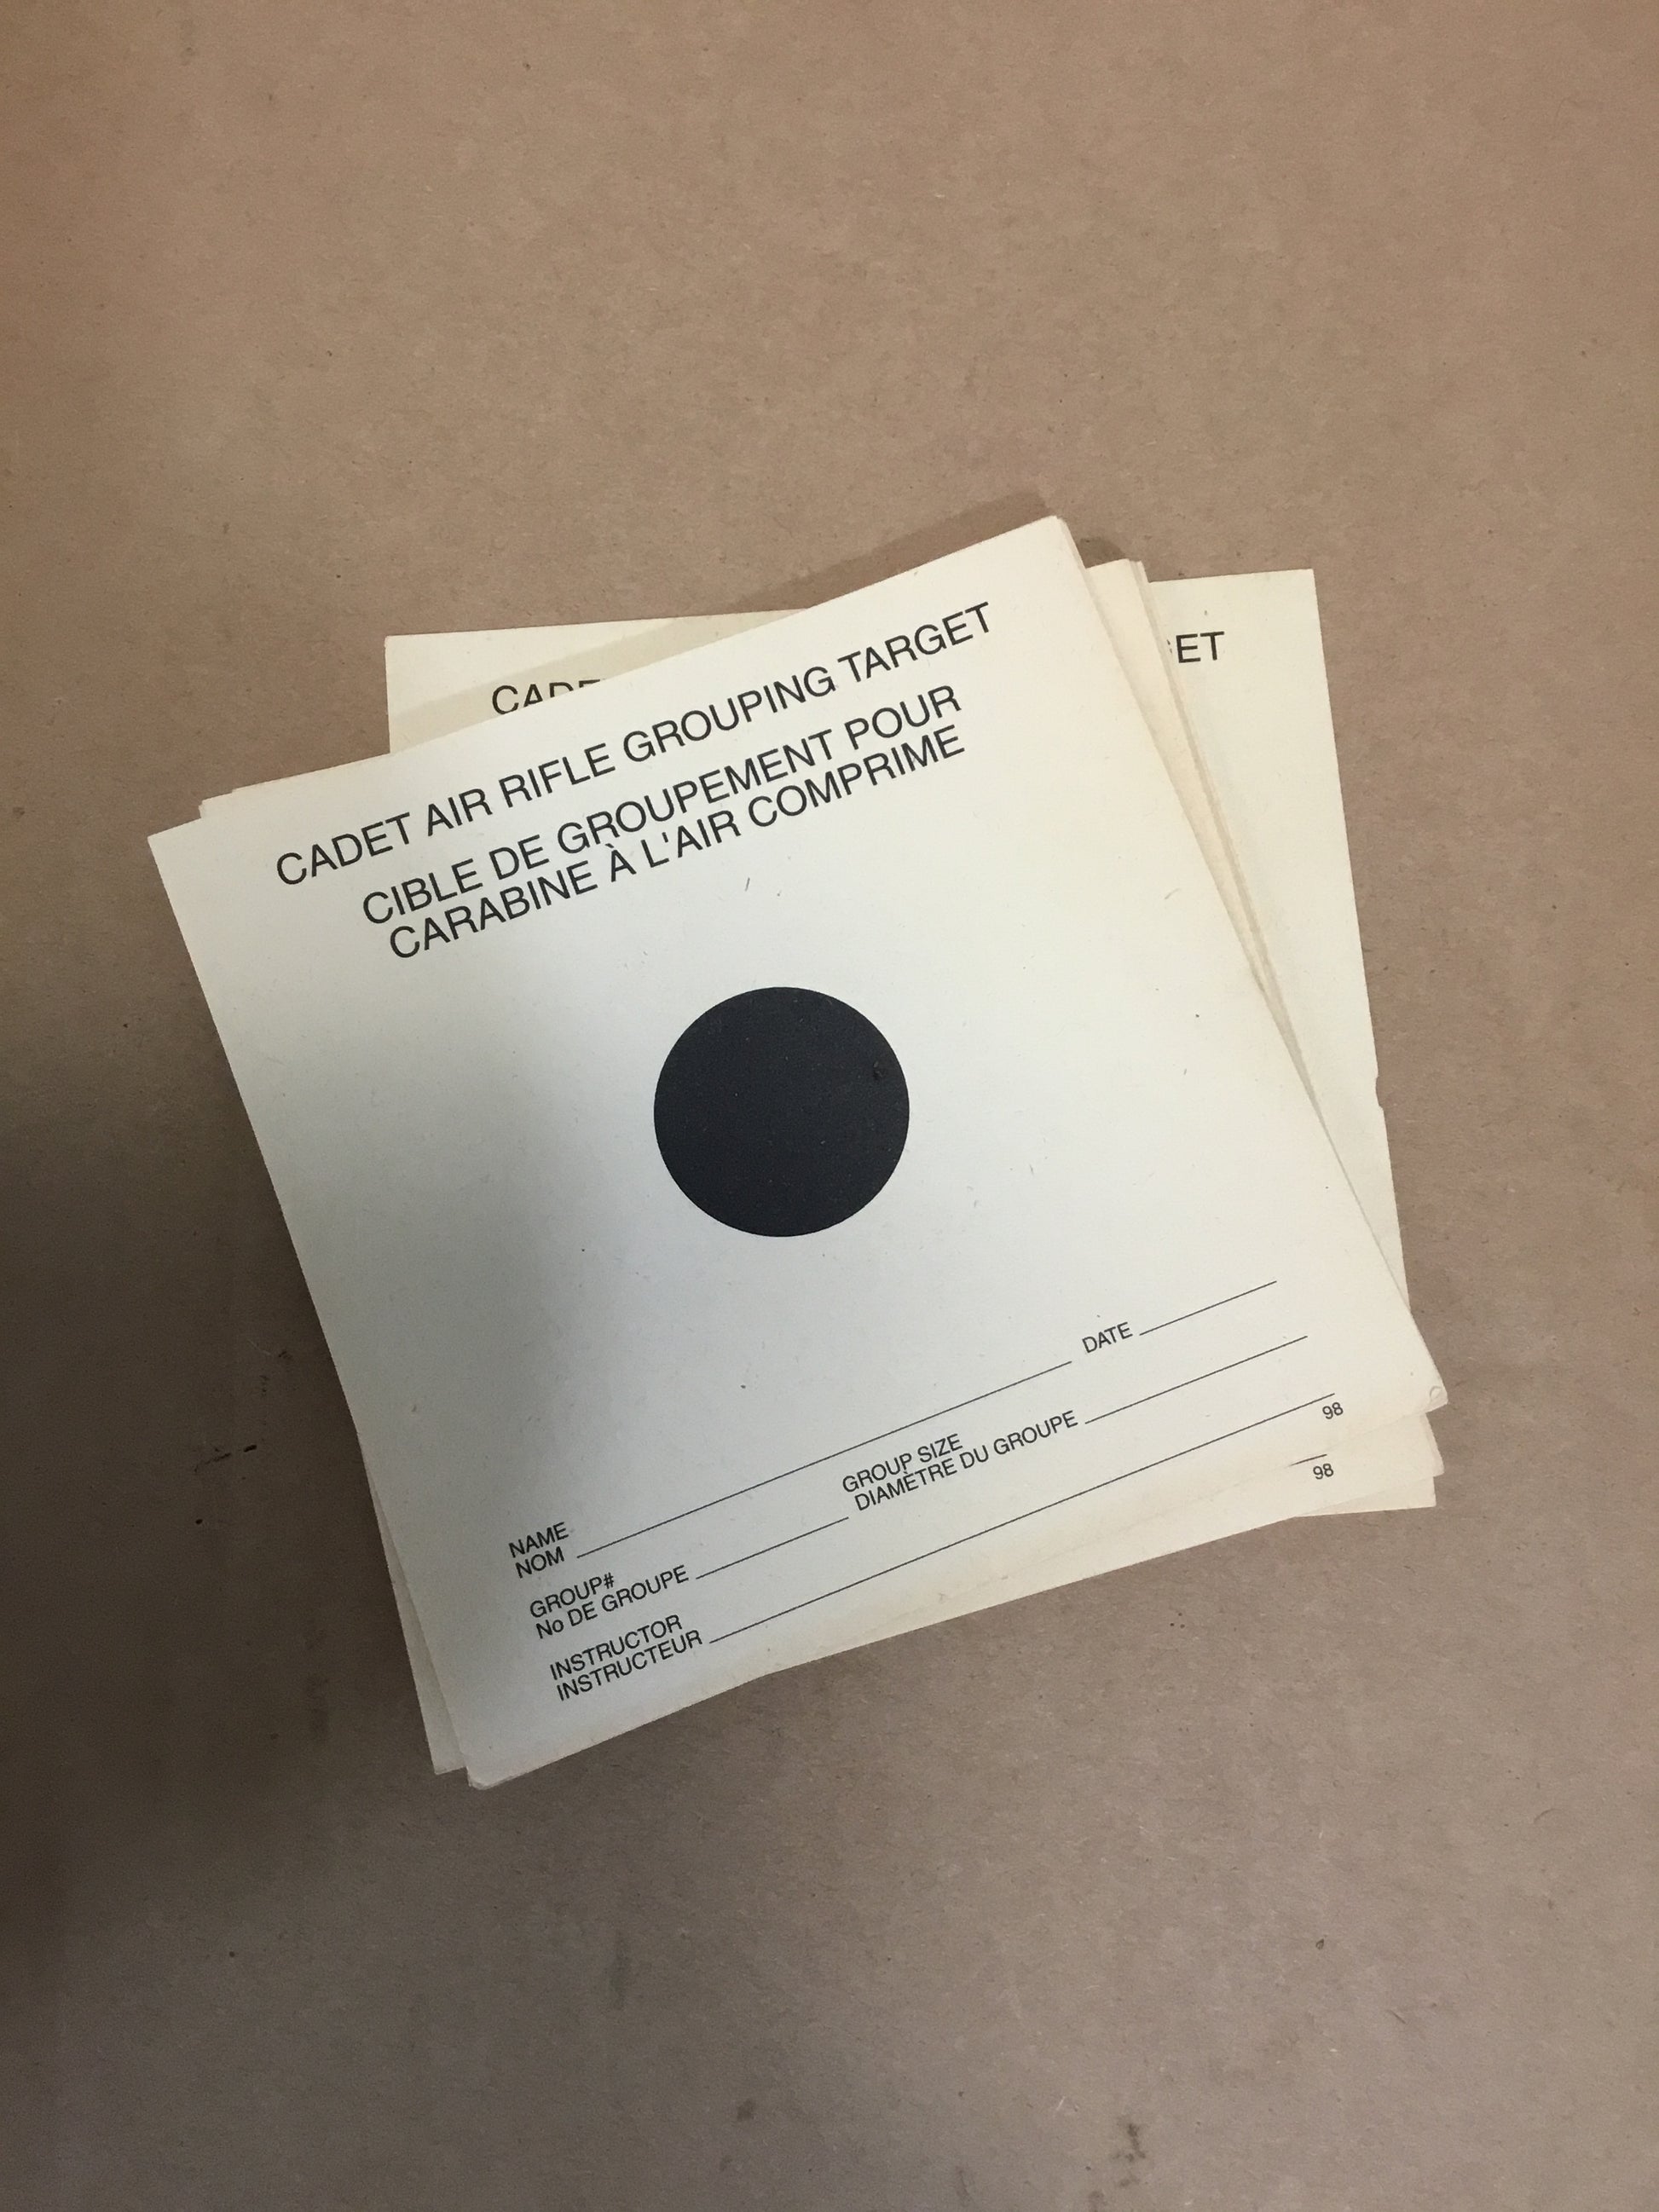 CADET AIR RIFLE GROUPING TARGET
CIBLE DE GROUPEMENT POUR
CARABINE À L'AIR COMPRIME
NAME
NOM
DATE
GROUP#
No DE GROUPE
GROUP SIZE
DIAMÈTRE DU GROUPE
INSTRUCTOR
INSTRUCTEUR
98
98